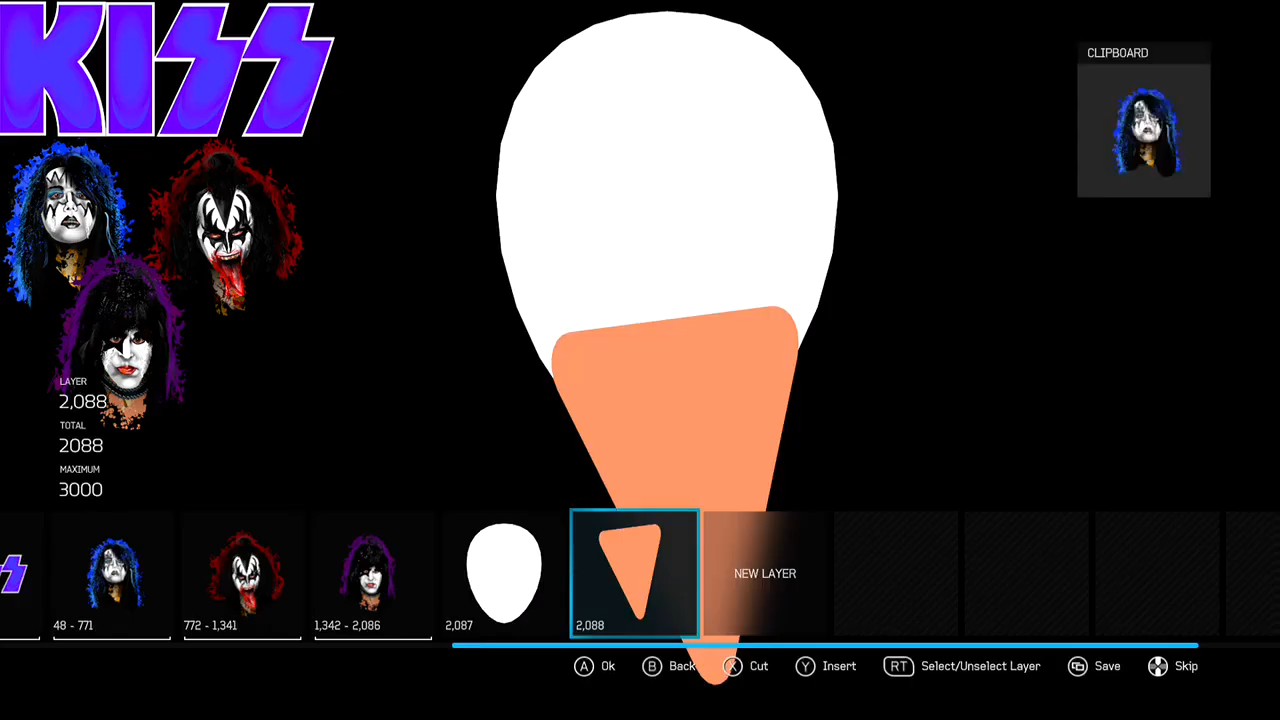 KISS
CLIPBOARD
LAYER
2,088
TOTAL
2088
MAXIMUM
3000
48 - 771
772 - 1,341
1,342 - 2,086
2,087
2,088
NEW LAYER
A Ok
B Back
X Cut
Y Insert
RT Select/Unselect Layer
Save
Skip